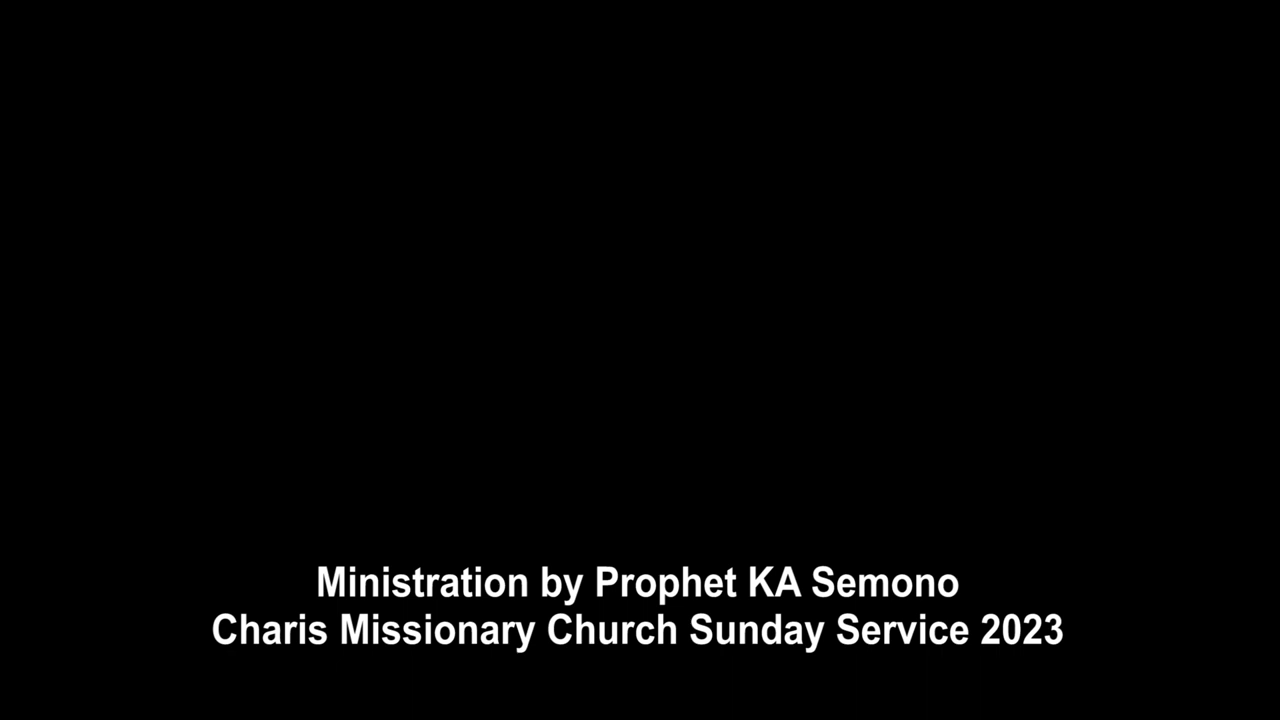 Ministration by Prophet KA Semono
Charis Missionary Church Sunday Service 2023